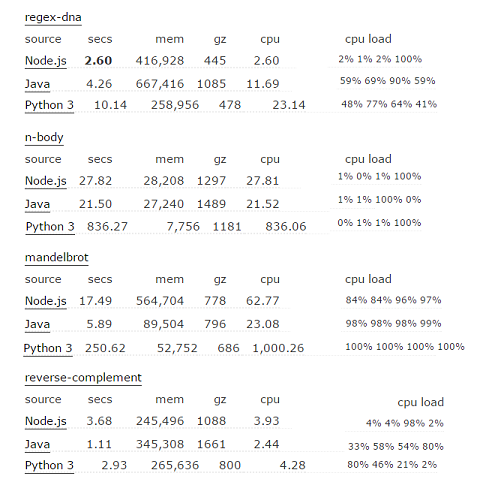 regex-dna
source secs mem gz cpu cpu load
Node.js 2.60 416,928 445 2.60 2% 1% 2% 100%
Java 4.26 667,416 1085 11.69 59% 69% 90% 59%
Python 3 10.14 258,956 478 23.14 48% 77% 64% 41%
n-body
source secs mem gz cpu cpu load
Node.js 27.82 28,208 1297 27.81 1% 0% 1% 100%
Java 21.50 27,240 1489 21.52 1% 1% 100% 0%
Python 3 836.27 7,756 1181 836.06 0% 1% 1% 100%
mandelbrot
source secs mem gz cpu cpu load
Node.js 17.49 564,704 778 62.77 84% 84% 96% 97%
Java 5.89 89,504 796 23.08 98% 98% 98% 99%
Python 3 250.62 52,752 686 1,000.26 100% 100% 100% 100%
reverse-complement
source secs mem gz cpu cpu load
Node.js 3.68 245,496 1088 3.93 4% 4% 98% 2%
Java 1.11 345,308 1661 2.44 33% 58% 54% 80%
Python 3 2.93 265,636 800 4.28 80% 46% 21% 2%